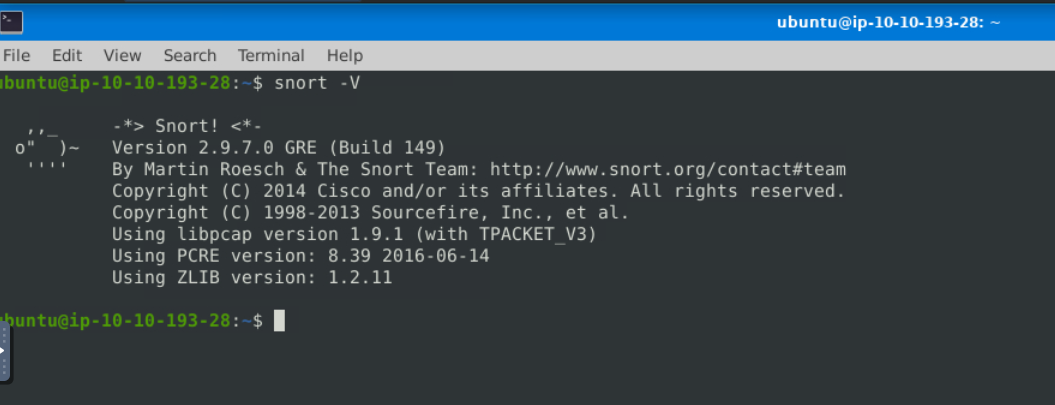 ubuntu@ip-10-10-193-28: ~
File Edit View Search Terminal Help
ubuntu@ip-10-10-193-28:~$ snort -V
,,_ -*> Snort! <*-
o" )~ Version 2.9.7.0 GRE (Build 149)
'''' By Martin Roesch & The Snort Team: http://www.snort.org/contact#team
Copyright (C) 2014 Cisco and/or its affiliates. All rights reserved.
Copyright (C) 1998-2013 Sourcefire, Inc., et al.
Using libpcap version 1.9.1 (with TPACKET_V3)
Using PCRE version: 8.39 2016-06-14
Using ZLIB version: 1.2.11
ubuntu@ip-10-10-193-28:~$